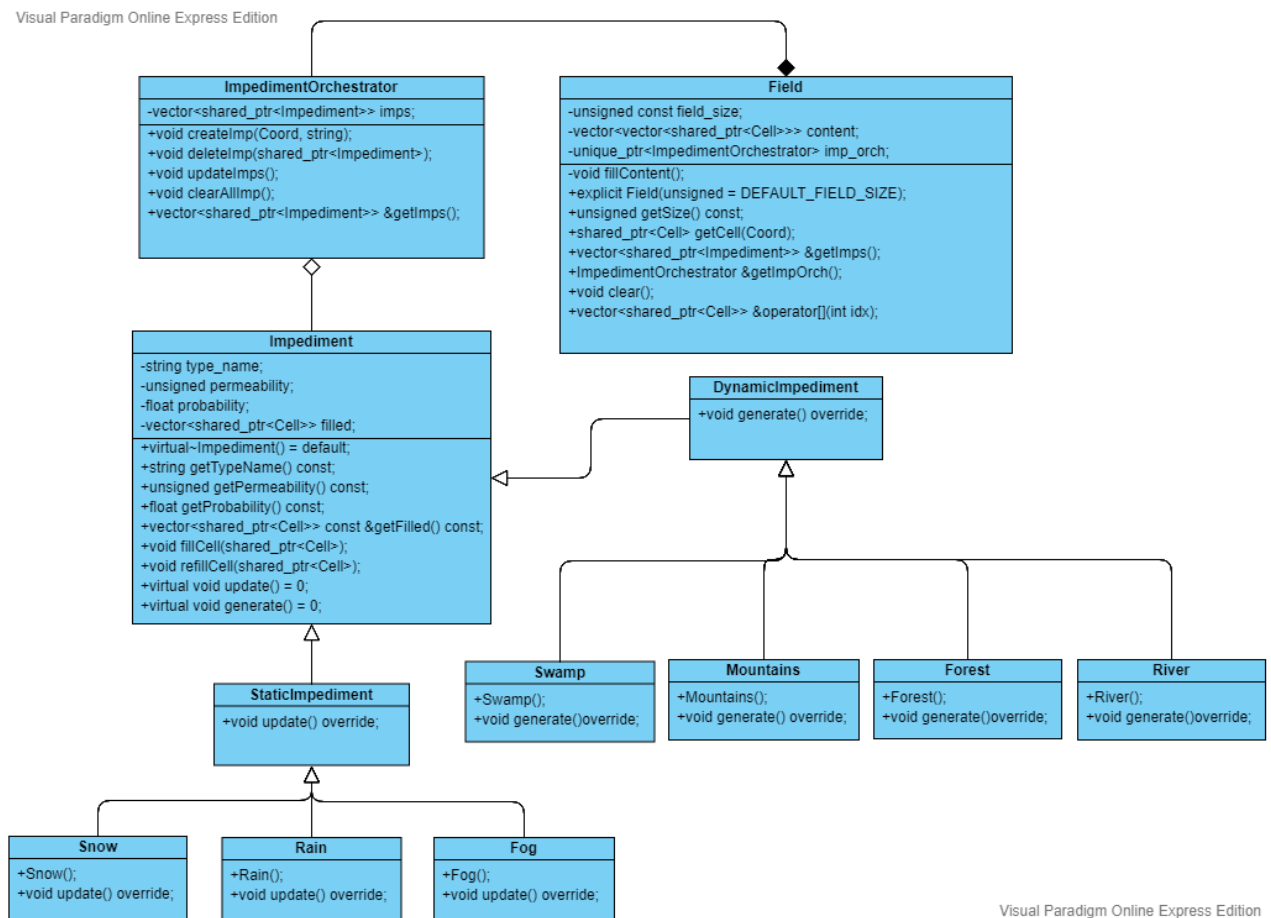 Visual Paradigm Online Express Edition
ImpedimentOrchestrator
-vector<shared_ptr<Impediment>> imps;
+void createImp(Coord, string);
+void deleteImp(shared_ptr<Impediment>);
+void updateImps();
+void clearAllImp();
+vector<shared_ptr<Impediment>> &getImps();
Field
-unsigned const field_size;
-vector<vector<shared_ptr<Cell>>> content;
-unique_ptr<ImpedimentOrchestrator> imp_orch;
-void fillContent();
+explicit Field(unsigned = DEFAULT_FIELD_SIZE);
+unsigned getSize() const;
+shared_ptr<Cell> getCell(Coord);
+vector<shared_ptr<Impediment>> &getImps();
+ImpedimentOrchestrator &getImpOrch();
+void clear();
+vector<shared_ptr<Cell>> &operator[](int idx);
Impediment
-string type_name;
-unsigned permeability;
-float probability;
-vector<shared_ptr<Cell>> filled;
+virtual~Impediment() = default;
+string getTypeName() const;
+unsigned getPermeability() const;
+float getProbability() const;
+vector<shared_ptr<Cell>> const &getFilled() const;
+void fillCell(shared_ptr<Cell>);
+void refillCell(shared_ptr<Cell>);
+virtual void update() = 0;
+virtual void generate() = 0;
DynamicImpediment
+void generate() override;
Swamp
+Swamp();
+void generate()override;
Mountains
+Mountains();
+void generate() override;
Forest
+Forest();
+void generate()override;
River
+River();
+void generate()override;
StaticImpediment
+void update() override;
Snow
+Snow();
+void update() override;
Rain
+Rain();
+void update() override;
Fog
+Fog();
+void update() override;
Visual Paradigm Online Express Edition